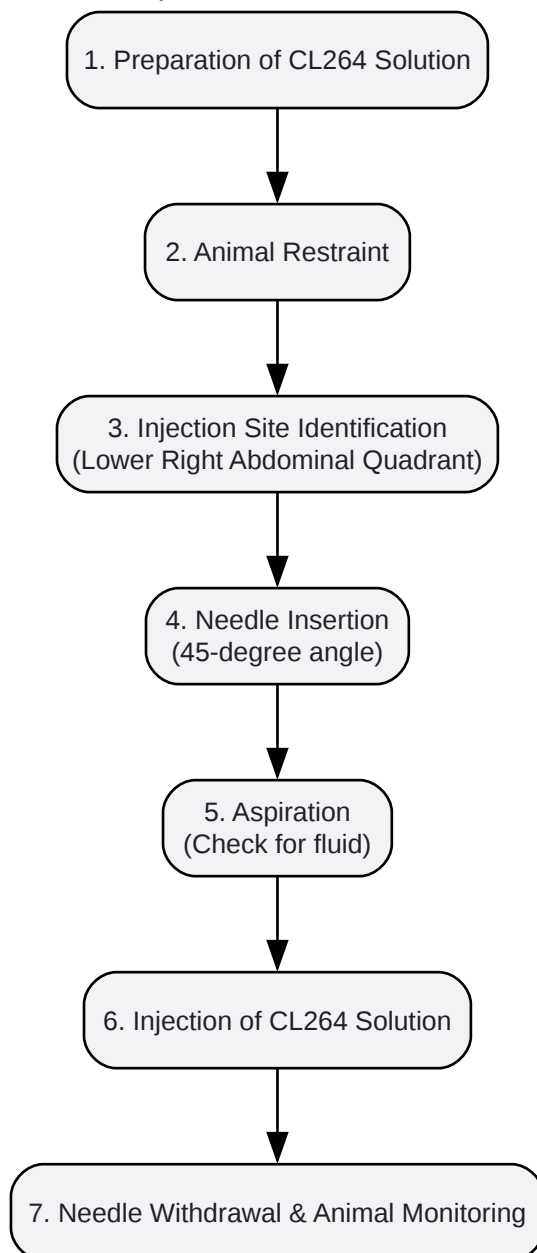 1. Preparation of CL264 Solution
2. Animal Restraint
3. Injection Site Identification
(Lower Right Abdominal Quadrant)
4. Needle Insertion
(45-degree angle)
5. Aspiration
(Check for fluid)
6. Injection of CL264 Solution
7. Needle Withdrawal & Animal Monitoring